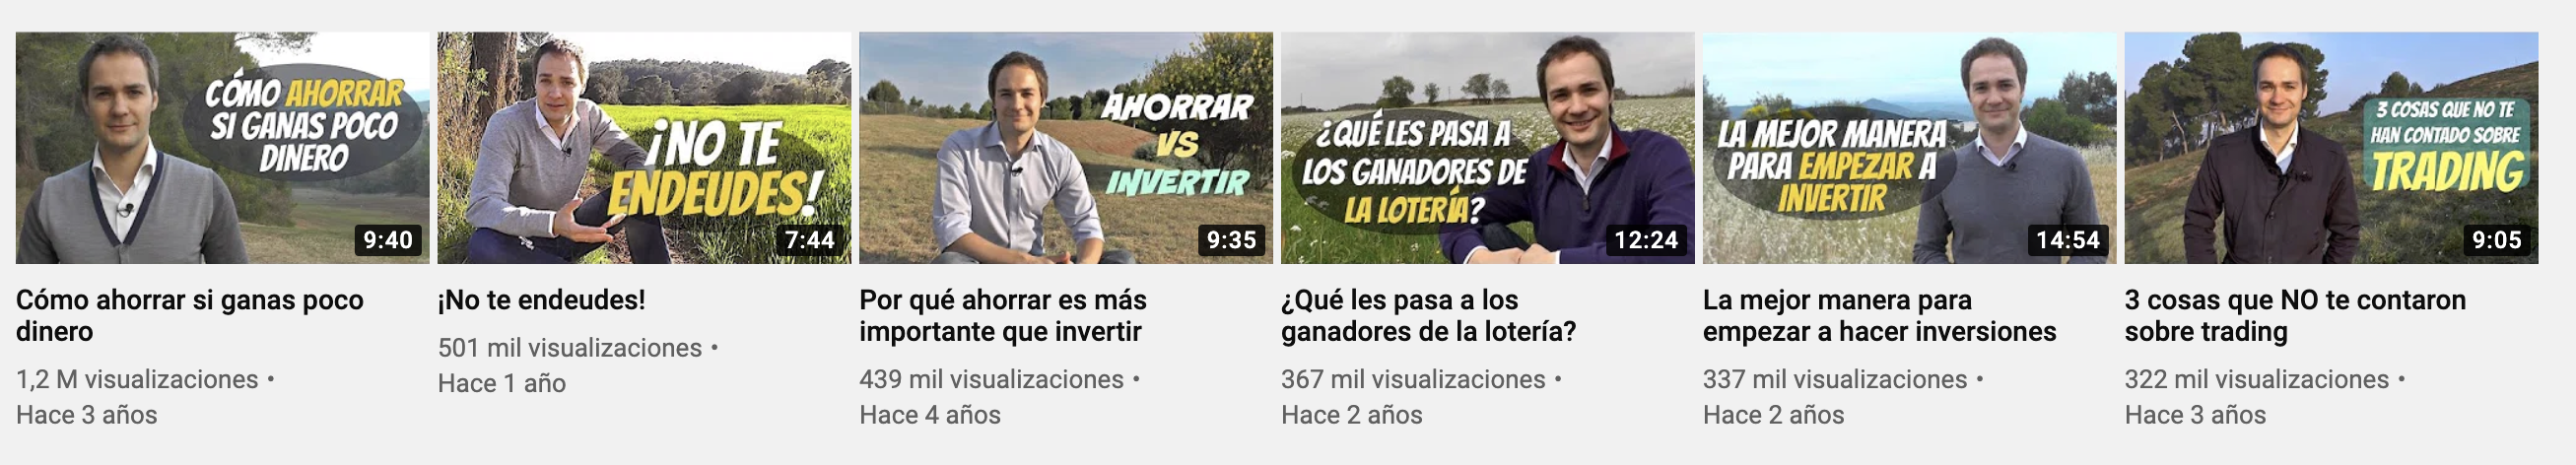 CÓMO AHORRAR
SI GANAS POCO
DINERO
9:40
Cómo ahorrar si ganas poco
dinero
1,2 M visualizaciones •
Hace 3 años
¡NO TE
ENDEUDES!
7:44
¡No te endeudes!
501 mil visualizaciones •
Hace 1 año
AHORRAR
VS
INVERTIR
9:35
Por qué ahorrar es más
importante que invertir
439 mil visualizaciones •
Hace 4 años
¿QUÉ LES PASA A
LOS GANADORES DE
LA LOTERÍA?
12:24
¿Qué les pasa a los
ganadores de la lotería?
367 mil visualizaciones •
Hace 2 años
LA MEJOR MANERA
PARA EMPEZAR A
INVERTIR
14:54
La mejor manera para
empezar a hacer inversiones
337 mil visualizaciones •
Hace 2 años
3 COSAS QUE NO TE
HAN CONTADO SOBRE
TRADING
9:05
3 cosas que NO te contaron
sobre trading
322 mil visualizaciones •
Hace 3 años